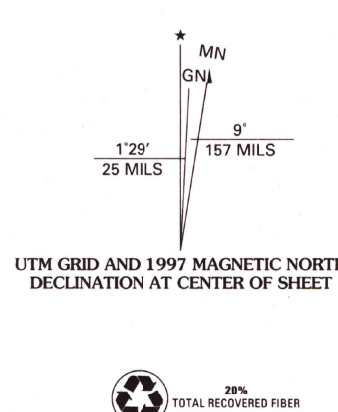 ★
MN
GN
1°29′
25 MILS
9°
157 MILS
UTM GRID AND 1997 MAGNETIC NORTH
DECLINATION AT CENTER OF SHEET
20%
TOTAL RECOVERED FIBER